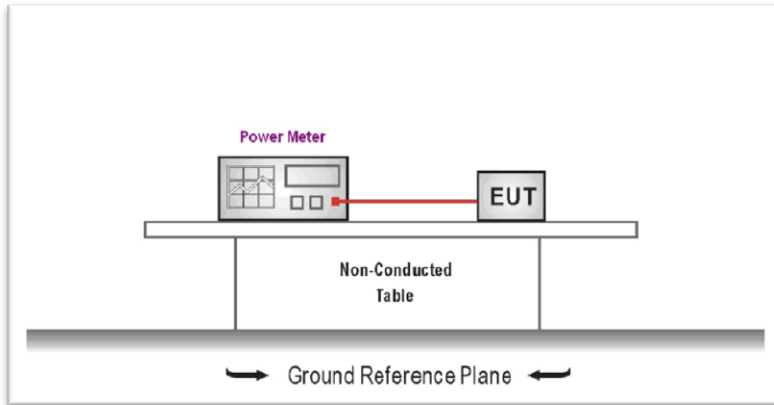 Power Meter
EUT
Non-Conducted
Table
Ground Reference Plane